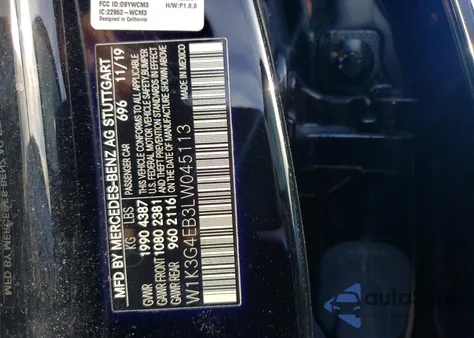 FCC ID:O9YWCM3
H/W:P1.0.0
IC:22952-WCM3
Designed in California
MFD BY MERCEDES-BENZ AG STUTTGART
696 11/19
PASSENGER CAR
MADE IN MEXICO
KG LBS
GVWR 1990 4387
GAWR FRONT 1080 2381
GAWR REAR 960 2116
THIS VEHICLE CONFORMS TO ALL APPLICABLE
U.S. FEDERAL MOTOR VEHICLE SAFETY,BUMPER
AND THEFT PREVENTION STANDARDS IN EFFECT
ON THE DATE OF MANUFACTURE SHOWN ABOVE
W1K3G4EB3LW045113